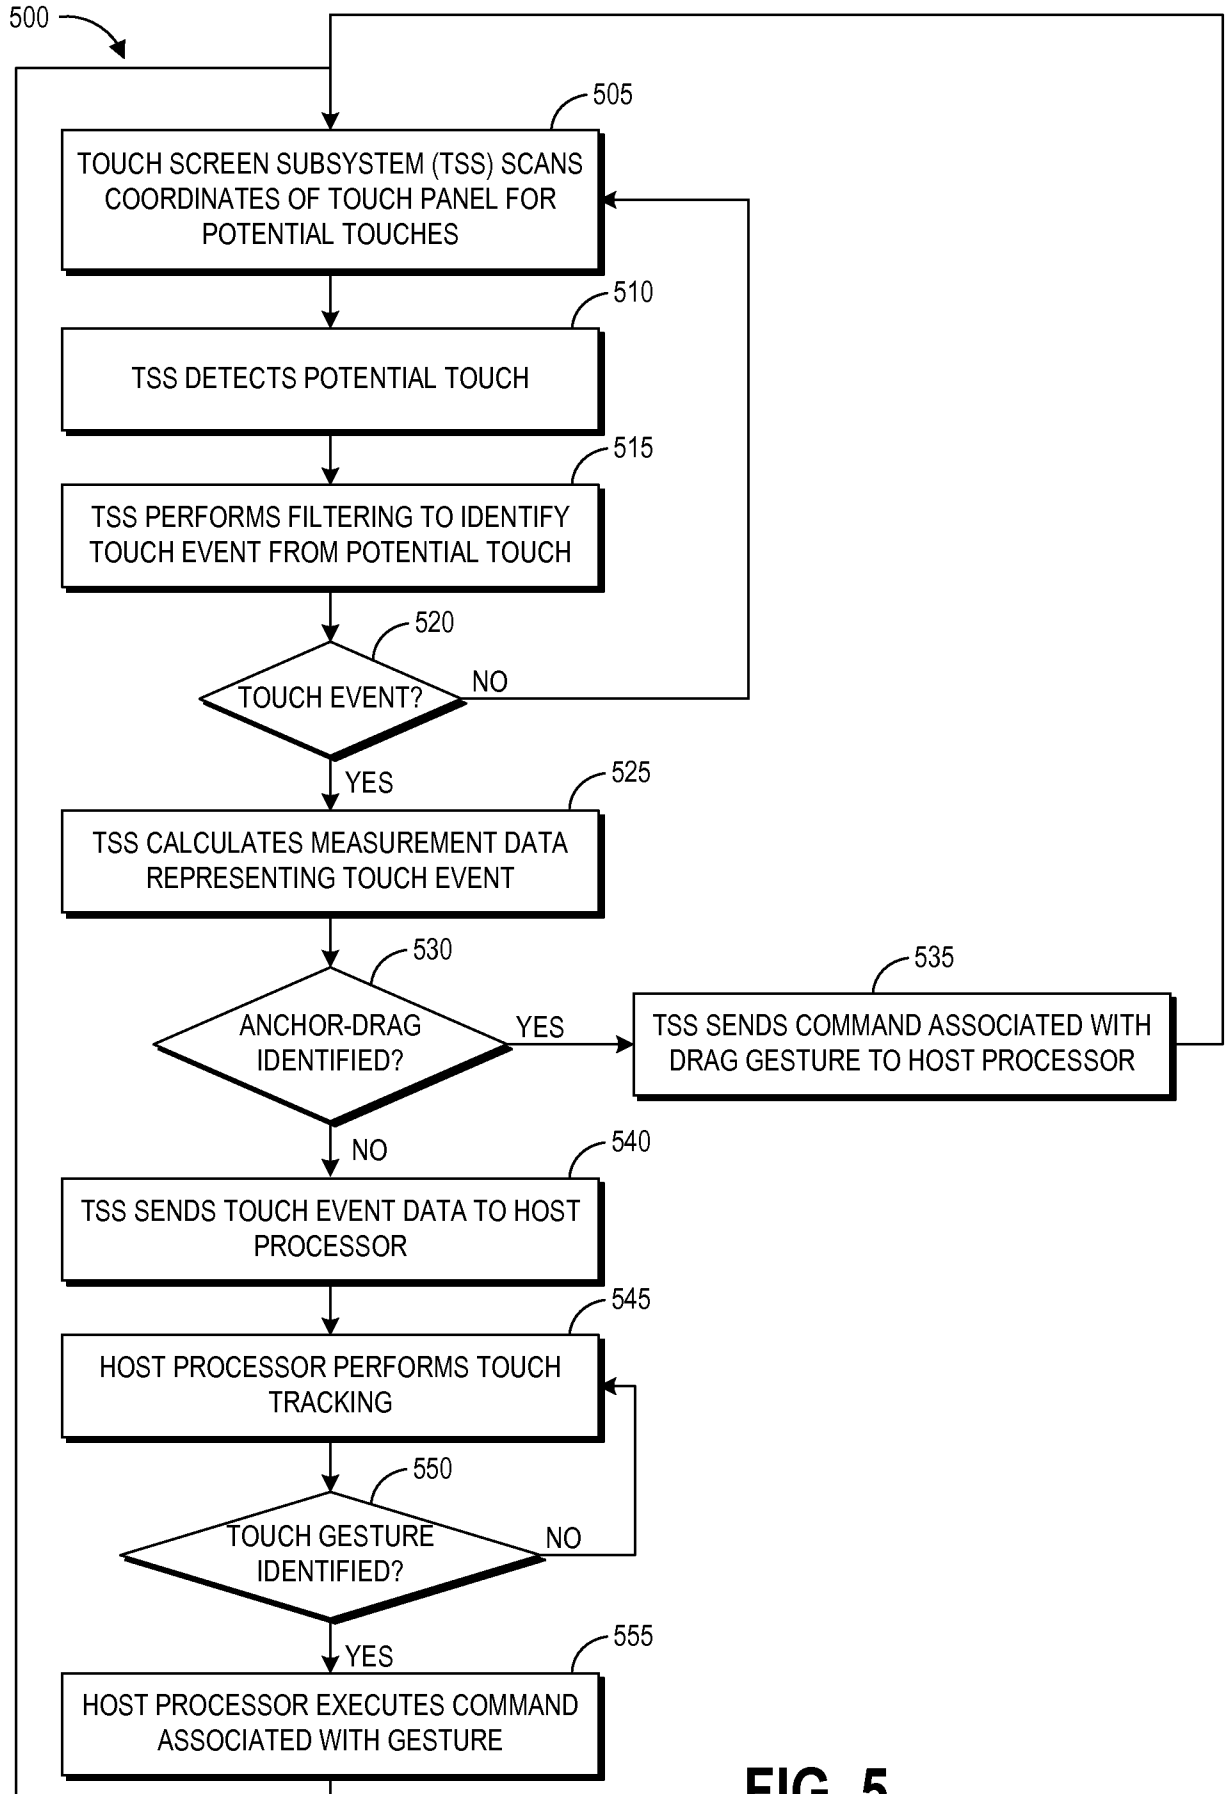 500
505
TOUCH SCREEN SUBSYSTEM (TSS) SCANS
COORDINATES OF TOUCH PANEL FOR
POTENTIAL TOUCHES
510
TSS DETECTS POTENTIAL TOUCH
515
TSS PERFORMS FILTERING TO IDENTIFY
TOUCH EVENT FROM POTENTIAL TOUCH
520
TOUCH EVENT?
NO
YES
525
TSS CALCULATES MEASUREMENT DATA
REPRESENTING TOUCH EVENT
530
ANCHOR-DRAG
IDENTIFIED?
YES
535
TSS SENDS COMMAND ASSOCIATED WITH
DRAG GESTURE TO HOST PROCESSOR
NO
540
TSS SENDS TOUCH EVENT DATA TO HOST
PROCESSOR
545
HOST PROCESSOR PERFORMS TOUCH
TRACKING
550
TOUCH GESTURE
IDENTIFIED?
NO
YES
555
HOST PROCESSOR EXECUTES COMMAND
ASSOCIATED WITH GESTURE
FIG. 5